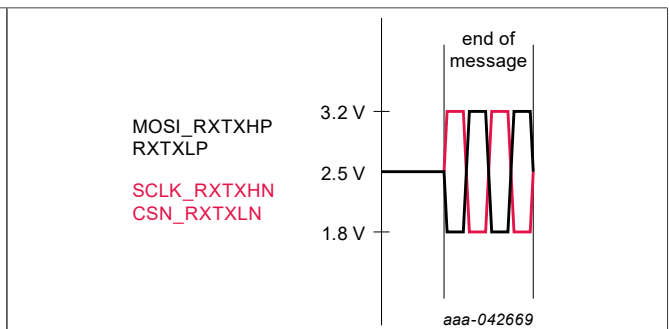 end of
message
3.2 V
MOSI_RXTXHP
RXTXLP
2.5 V
SCLK_RXTXHN
CSN_RXTXLN
1.8 V
aaa-042669